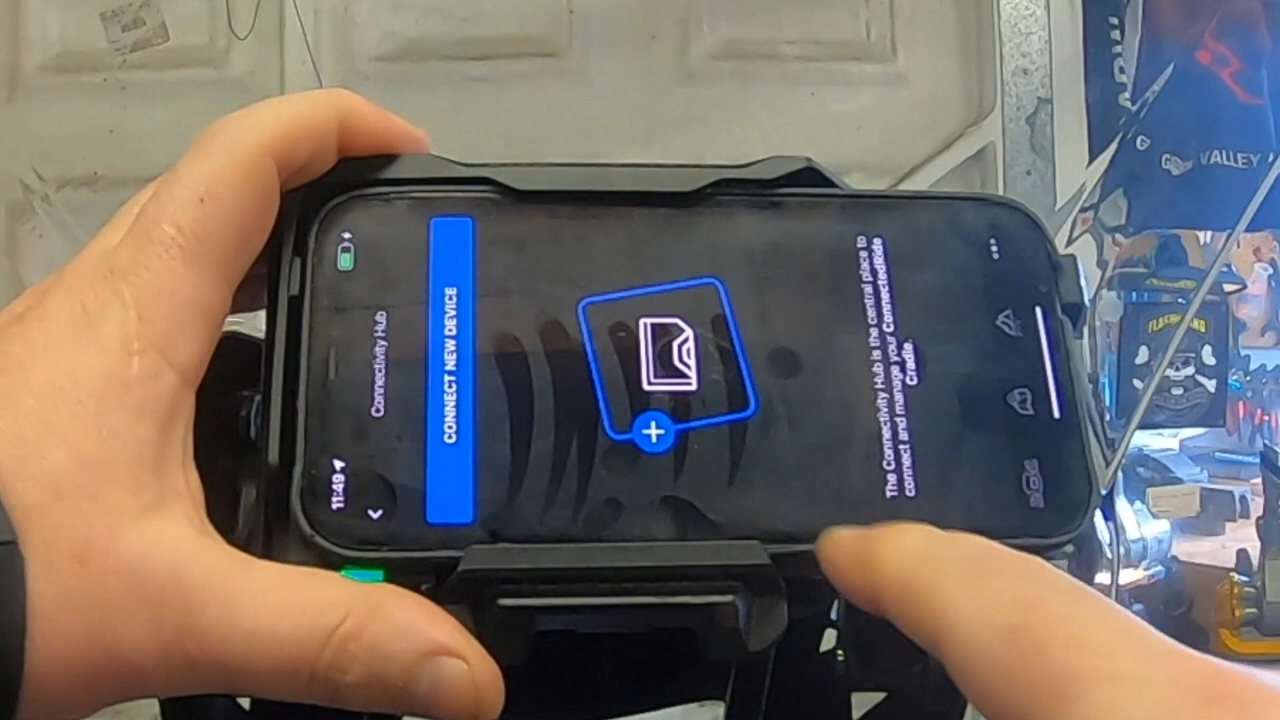 11:49
Connectivity Hub
CONNECT NEW DEVICE
The Connectivity Hub is the central place to
connect and manage your ConnectedRide
Cradle.
VALLEY